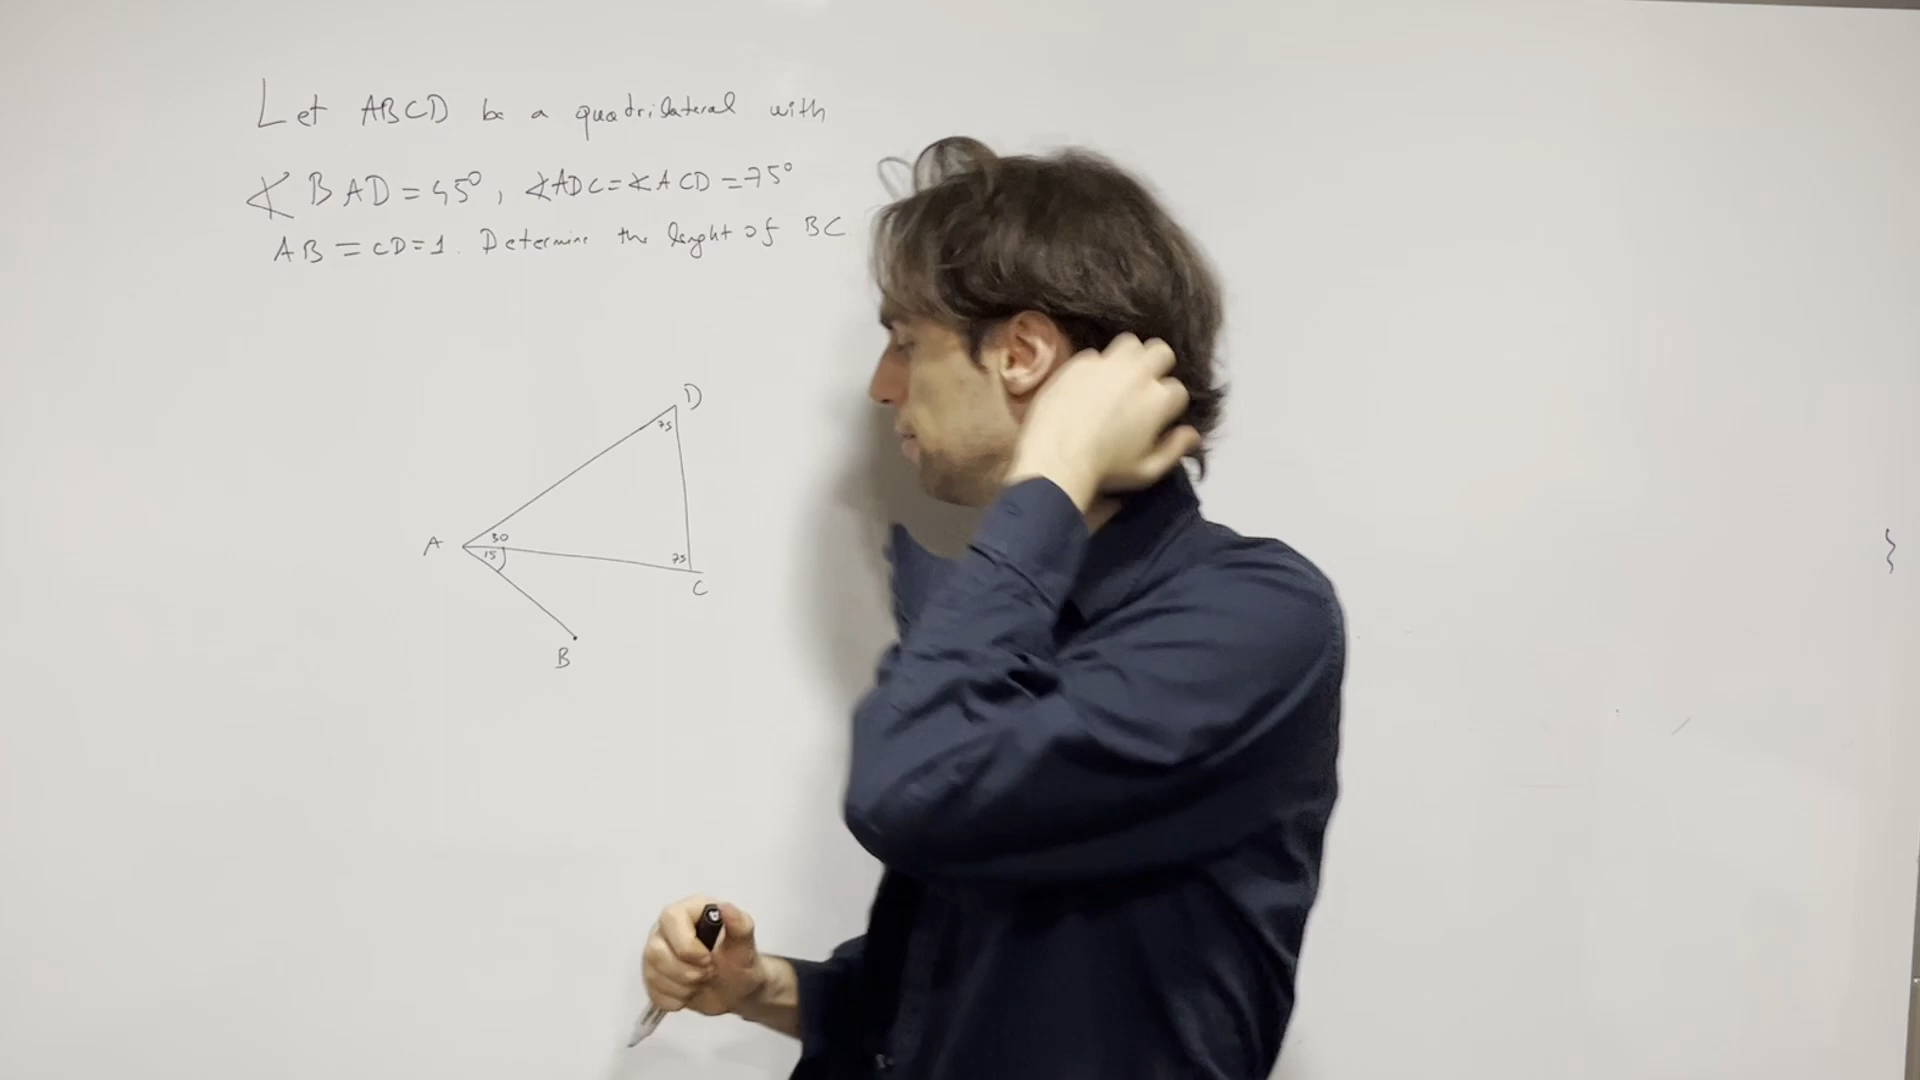 Let ABCD be a quadrilateral with
∢BAD=45°, ∢ADC=∢ACD=75°
AB=CD=1. Determine the lenght of BC
D
75
A
30
15
75
C
B